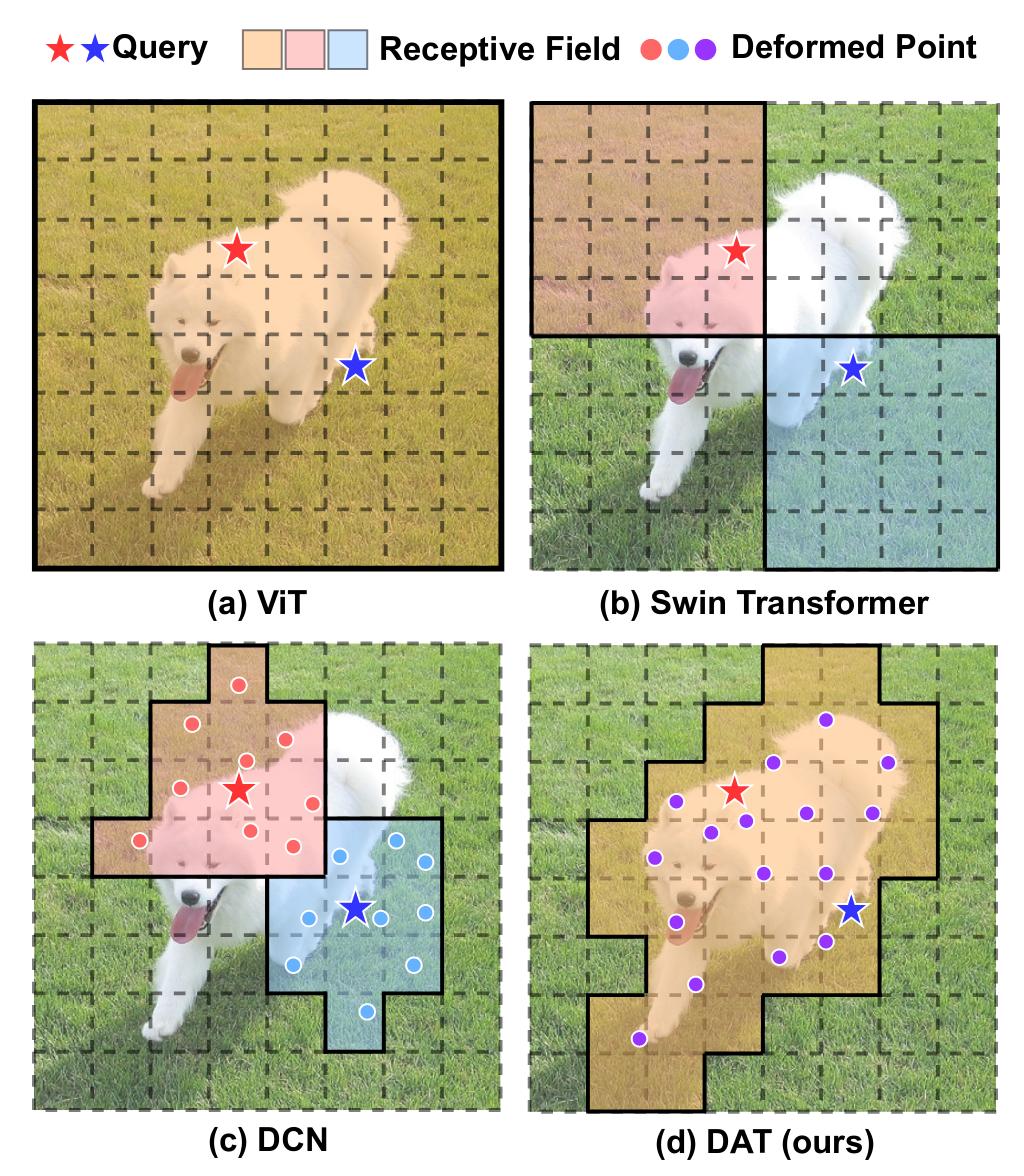 Query Receptive Field Deformed Point
(a) ViT
(b) Swin Transformer
(c) DCN
(d) DAT (ours)